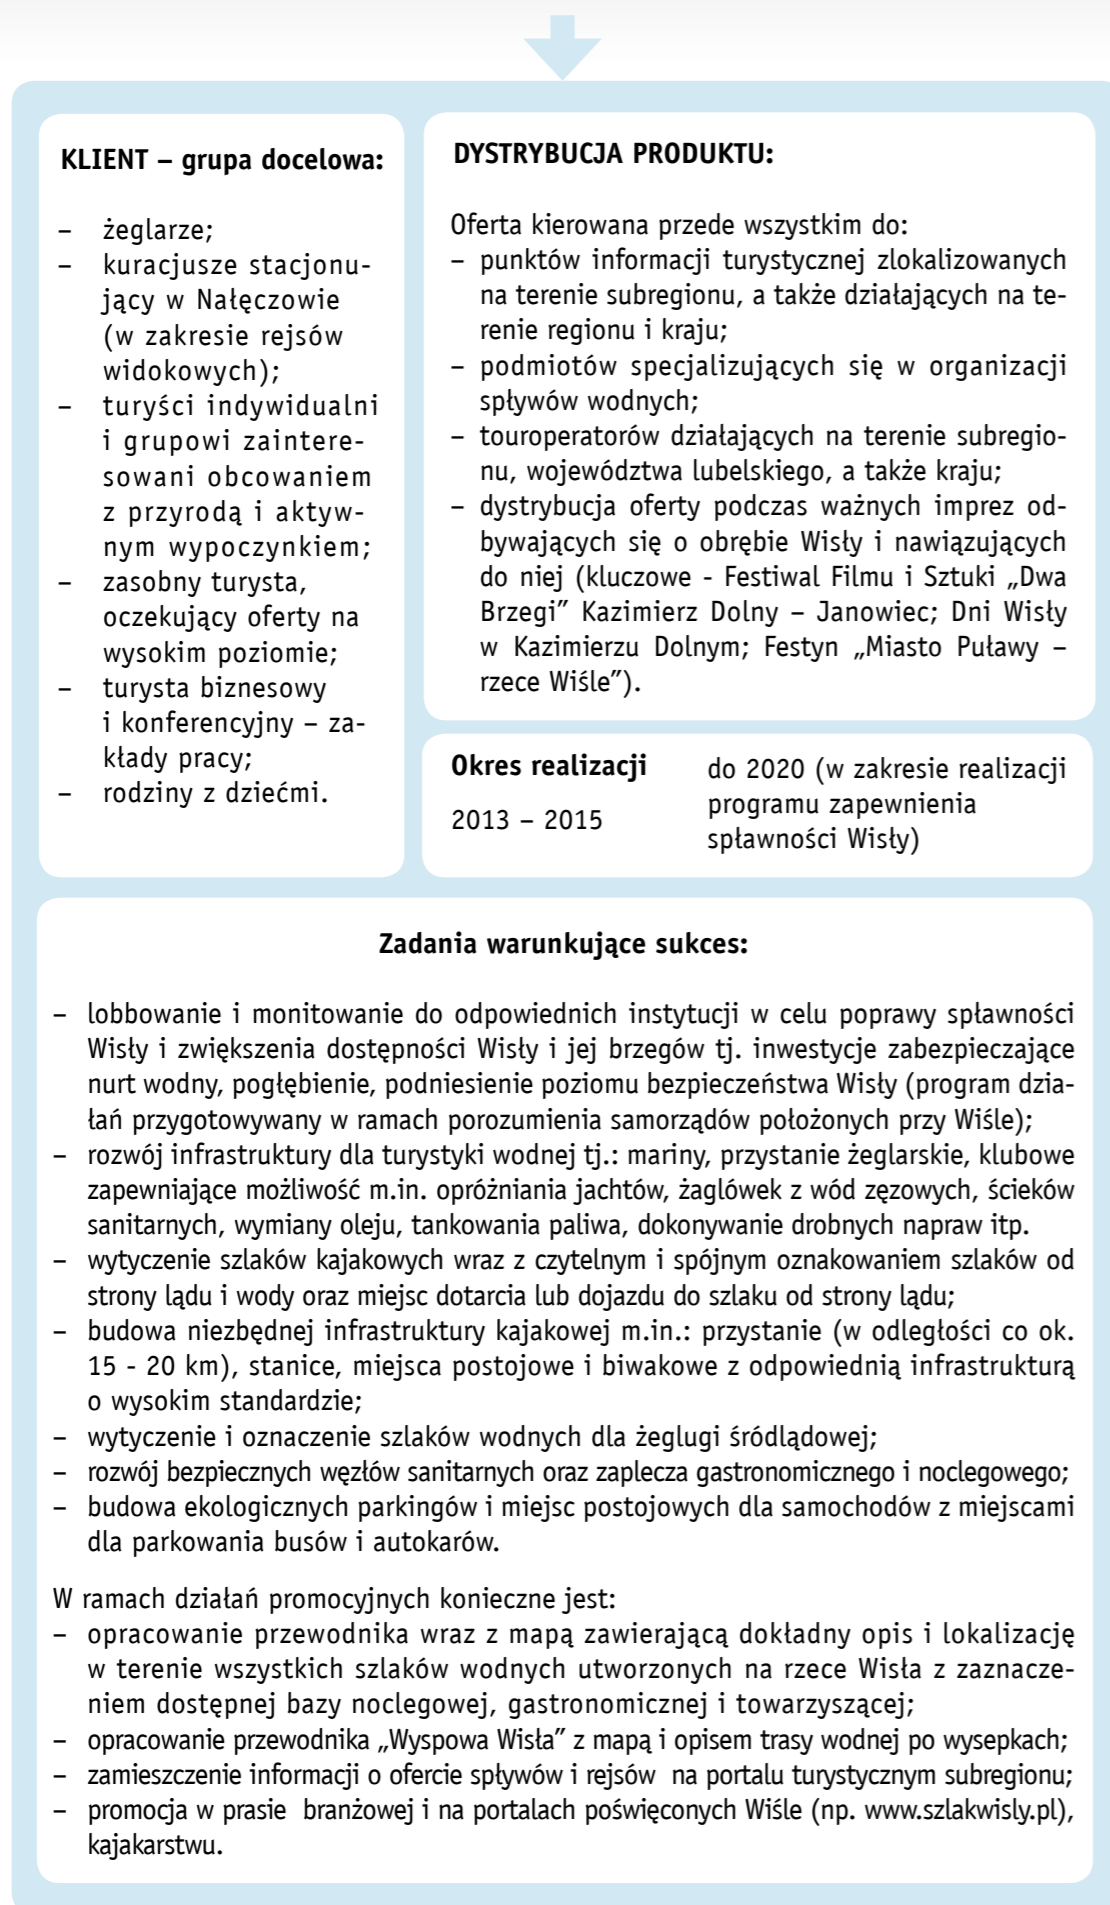 KLIENT – grupa docelowa:
– żeglarze;
– kuracjusze stacjonu-
jący w Nałęczowie
(w zakresie rejsów
widokowych);
– turyści indywidualni
i grupowi zaintere-
sowani obcowaniem
z przyrodą i aktyw-
nym wypoczynkiem;
– zasobny turysta,
oczekujący oferty na
wysokim poziomie;
– turysta biznesowy
i konferencyjny – za-
kłady pracy;
– rodziny z dziećmi.
DYSTRYBUCJA PRODUKTU:
Oferta kierowana przede wszystkim do:
– punktów informacji turystycznej zlokalizowanych
na terenie subregionu, a także działających na te-
renie regionu i kraju;
– podmiotów specjalizujących się w organizacji
spływów wodnych;
– touroperatorów działających na terenie subregio-
nu, województwa lubelskiego, a także kraju;
– dystrybucja oferty podczas ważnych imprez od-
bywających się o obrębie Wisły i nawiązujących
do niej (kluczowe - Festiwal Filmu i Sztuki „Dwa
Brzegi” Kazimierz Dolny – Janowiec; Dni Wisły
w Kazimierzu Dolnym; Festyn „Miasto Puławy –
rzece Wiśle”).
Okres realizacji
2013 – 2015
do 2020 (w zakresie realizacji
programu zapewnienia
spławności Wisły)
Zadania warunkujące sukces:
– lobbowanie i monitowanie do odpowiednich instytucji w celu poprawy spławności
Wisły i zwiększenia dostępności Wisły i jej brzegów tj. inwestycje zabezpieczające
nurt wodny, pogłębienie, podniesienie poziomu bezpieczeństwa Wisły (program dzia-
łań przygotowywany w ramach porozumienia samorządów położonych przy Wiśle);
– rozwój infrastruktury dla turystyki wodnej tj.: mariny, przystanie żeglarskie, klubowe
zapewniające możliwość m.in. opróżniania jachtów, żaglówek z wód zęzowych, ścieków
sanitarnych, wymiany oleju, tankowania paliwa, dokonywanie drobnych napraw itp.
– wytyczenie szlaków kajakowych wraz z czytelnym i spójnym oznakowaniem szlaków od
strony lądu i wody oraz miejsc dotarcia lub dojazdu do szlaku od strony lądu;
– budowa niezbędnej infrastruktury kajakowej m.in.: przystanie (w odległości co ok.
15 - 20 km), stanice, miejsca postojowe i biwakowe z odpowiednią infrastrukturą
o wysokim standardzie;
– wytyczenie i oznaczenie szlaków wodnych dla żeglugi śródlądowej;
– rozwój bezpiecznych węzłów sanitarnych oraz zaplecza gastronomicznego i noclegowego;
– budowa ekologicznych parkingów i miejsc postojowych dla samochodów z miejscami
dla parkowania busów i autokarów.
W ramach działań promocyjnych konieczne jest:
– opracowanie przewodnika wraz z mapą zawierającą dokładny opis i lokalizację
w terenie wszystkich szlaków wodnych utworzonych na rzece Wisła z zaznacze-
niem dostępnej bazy noclegowej, gastronomicznej i towarzyszącej;
– opracowanie przewodnika „Wyspowa Wisła” z mapą i opisem trasy wodnej po wysepkach;
– zamieszczenie informacji o ofercie spływów i rejsów na portalu turystycznym subregionu;
– promocja w prasie branżowej i na portalach poświęconych Wiśle (np. www.szlakwisly.pl),
kajakarstwu.